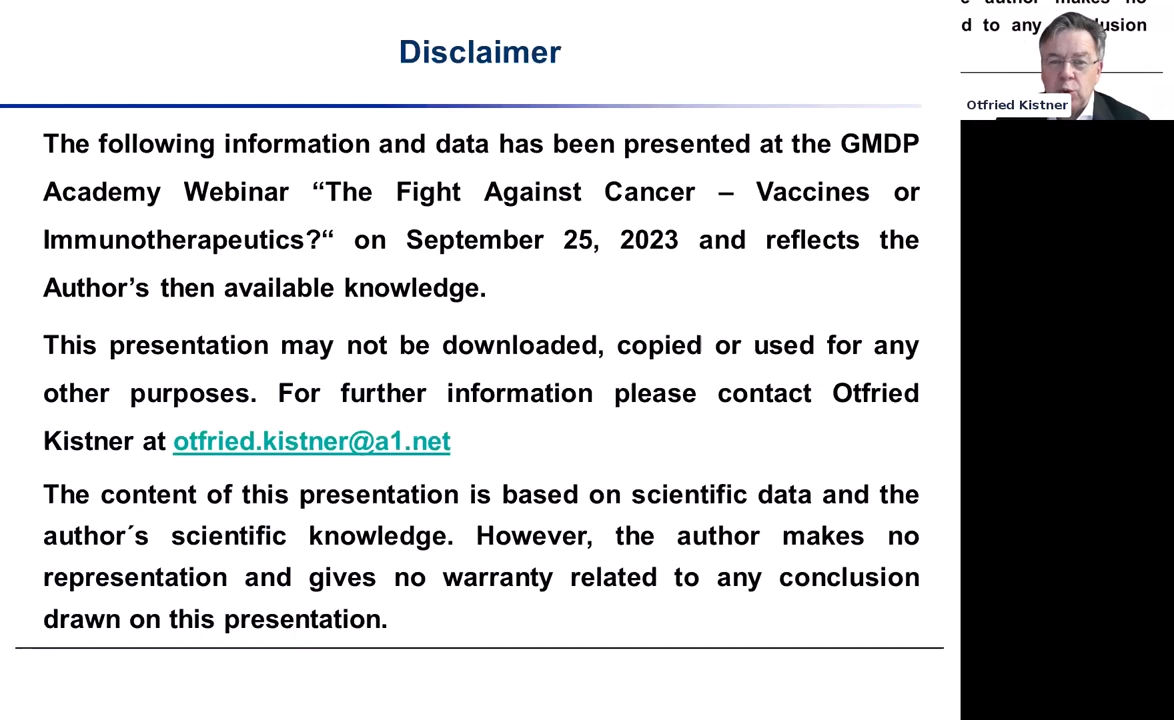 Disclaimer
The following information and data has been presented at the GMDP
Academy Webinar “The Fight Against Cancer – Vaccines or
Immunotherapeutics?“ on September 25, 2023 and reflects the
Author’s then available knowledge.
This presentation may not be downloaded, copied or used for any
other purposes. For further information please contact Otfried
Kistner at otfried.kistner@a1.net
The content of this presentation is based on scientific data and the
author´s scientific knowledge. However, the author makes no
representation and gives no warranty related to any conclusion
drawn on this presentation.
author makes no
d to any
Otfried Kistner